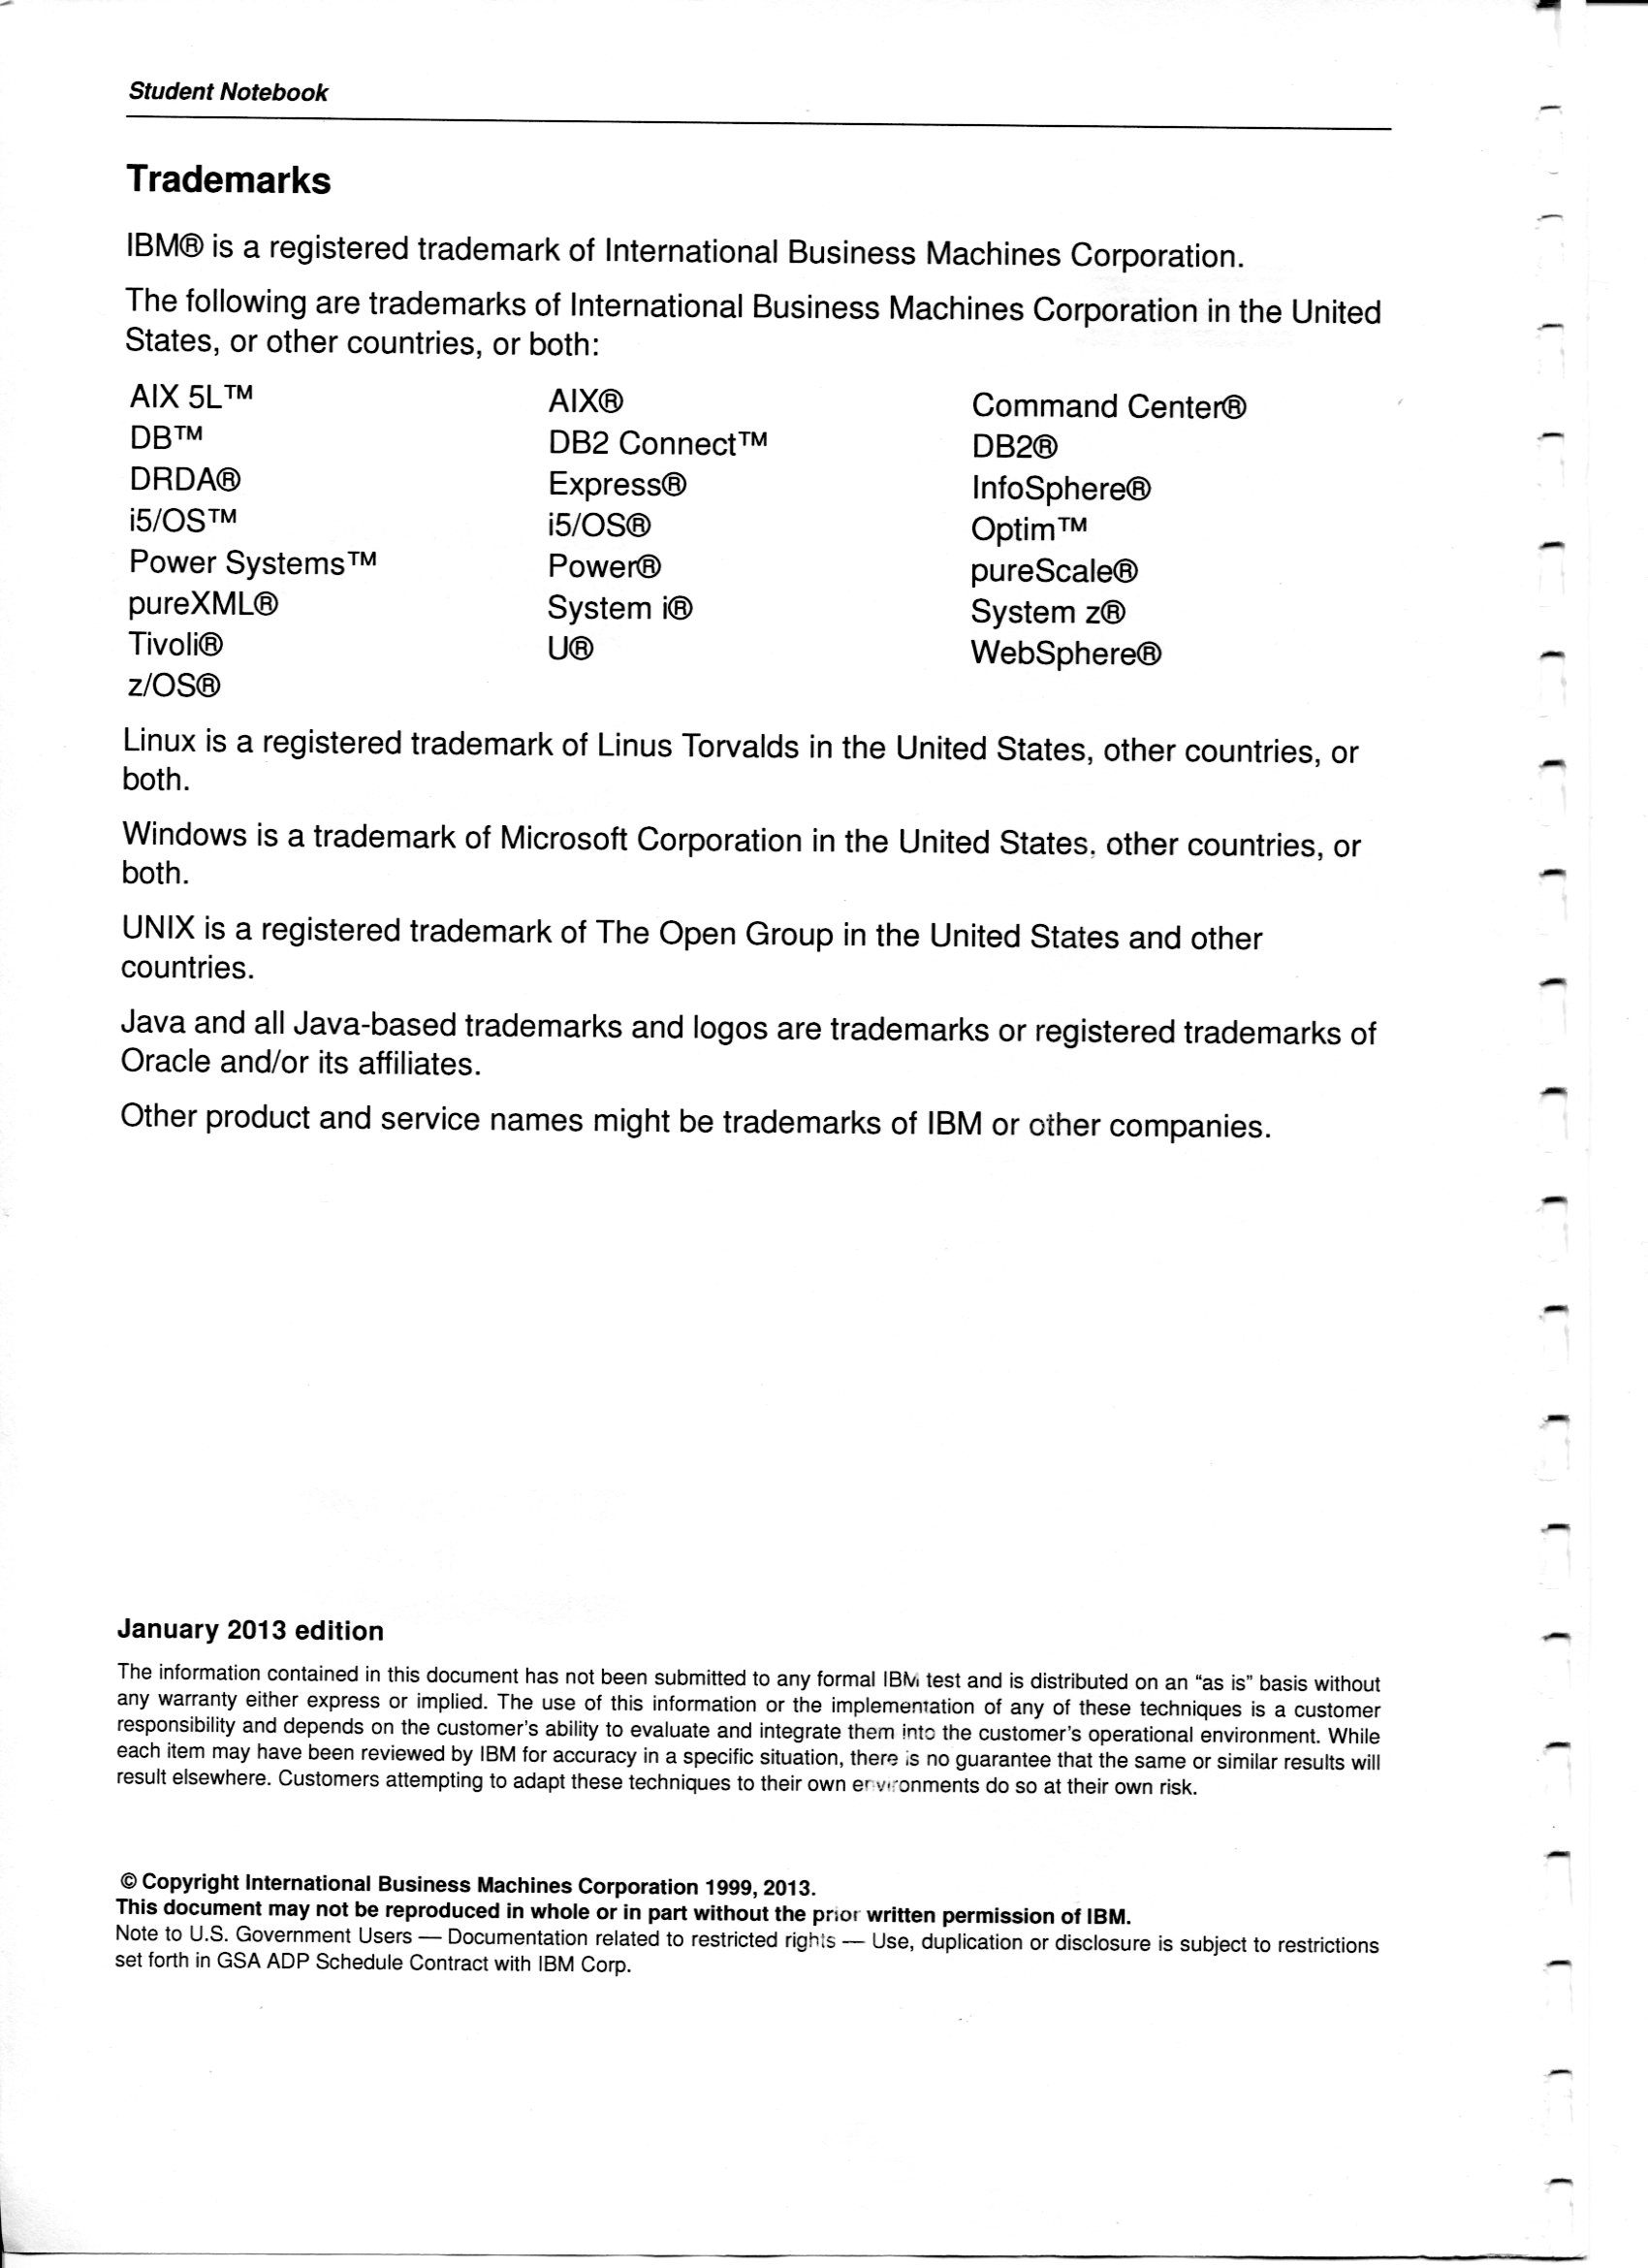 Student Notebook
Trademarks
IBM® is a registered trademark of International Business Machines Corporation.
The following are trademarks of International Business Machines Corporation in the United
States, or other countries, or both:
AIX 5L™ AIX® Command Center®
DB™ DB2 Connect™ DB2®
DRDA® Express® InfoSphere®
i5/OS™ i5/OS® Optim™
Power Systems™ Power® pureScale®
pureXML® System i® System z®
Tivoli® U® WebSphere®
z/OS®
Linux is a registered trademark of Linus Torvalds in the United States, other countries, or
both.
Windows is a trademark of Microsoft Corporation in the United States, other countries, or
both.
UNIX is a registered trademark of The Open Group in the United States and other
countries.
Java and all Java-based trademarks and logos are trademarks or registered trademarks of
Oracle and/or its affiliates.
Other product and service names might be trademarks of IBM or other companies.
January 2013 edition
The information contained in this document has not been submitted to any formal IBM test and is distributed on an “as is” basis without
any warranty either express or implied. The use of this information or the implementation of any of these techniques is a customer
responsibility and depends on the customer’s ability to evaluate and integrate them into the customer’s operational environment. While
each item may have been reviewed by IBM for accuracy in a specific situation, there is no guarantee that the same or similar results will
result elsewhere. Customers attempting to adapt these techniques to their own environments do so at their own risk.
© Copyright International Business Machines Corporation 1999, 2013.
This document may not be reproduced in whole or in part without the prior written permission of IBM.
Note to U.S. Government Users — Documentation related to restricted rights — Use, duplication or disclosure is subject to restrictions
set forth in GSA ADP Schedule Contract with IBM Corp.